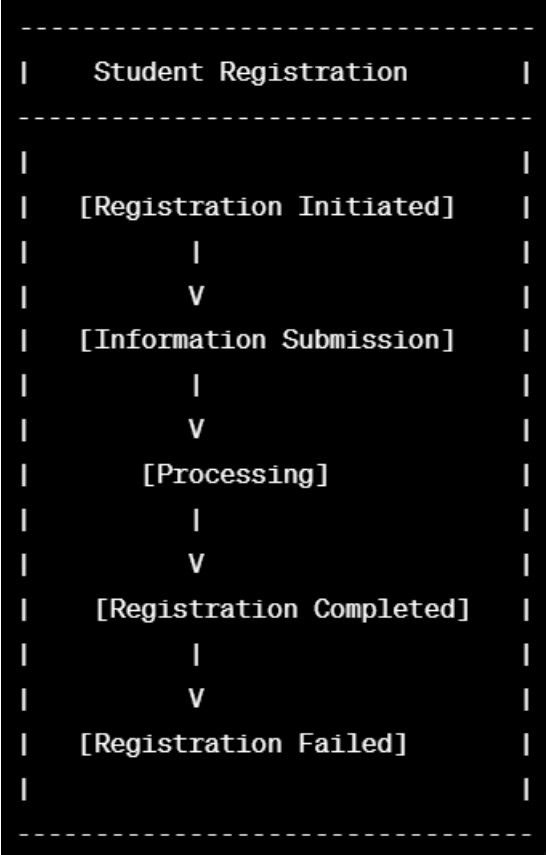 ----------------------------------
|    Student Registration       |
----------------------------------
|                               |
|   [Registration Initiated]    |
|          |                    |
|          V                    |
|   [Information Submission]    |
|          |                    |
|          V                    |
|       [Processing]            |
|          |                    |
|          V                    |
|    [Registration Completed]   |
|          |                    |
|          V                    |
|   [Registration Failed]       |
|                               |
----------------------------------